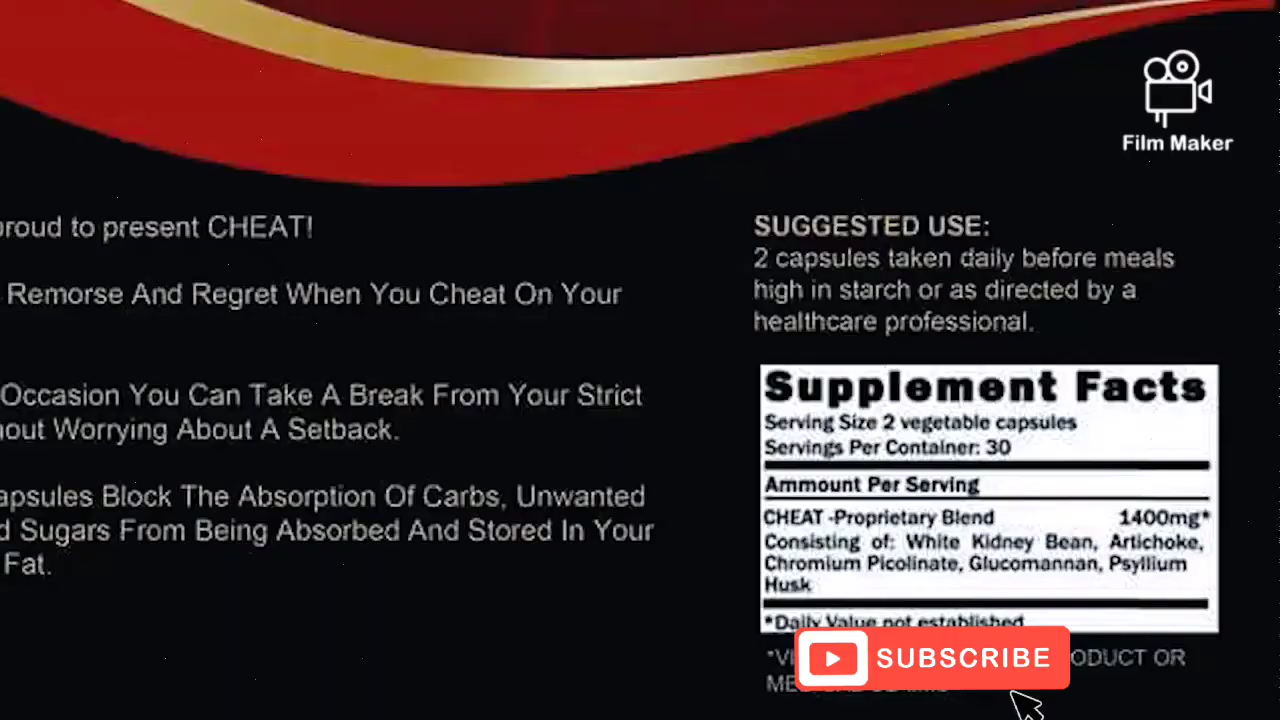 Film Maker
proud to present CHEAT!
Remorse And Regret When You Cheat On Your
Occasion You Can Take A Break From Your Strict
Worrying About A Setback.
Block The Absorption Of Carbs, Unwanted
Sugars From Being Absorbed And Stored In Your
Fat.
SUGGESTED USE:
2 capsules taken daily before meals
high in starch or as directed by a
healthcare professional.
Supplement Facts
Serving Size 2 vegetable capsules
Servings Per Container: 30
Ammount Per Serving
CHEAT -Proprietary Blend 1400mg*
Consisting of: White Kidney Bean, Artichoke,
Chromium Picolinate, Glucomannan, Psyllium
Husk
*Daily Value not established
SUBSCRIBE
OR